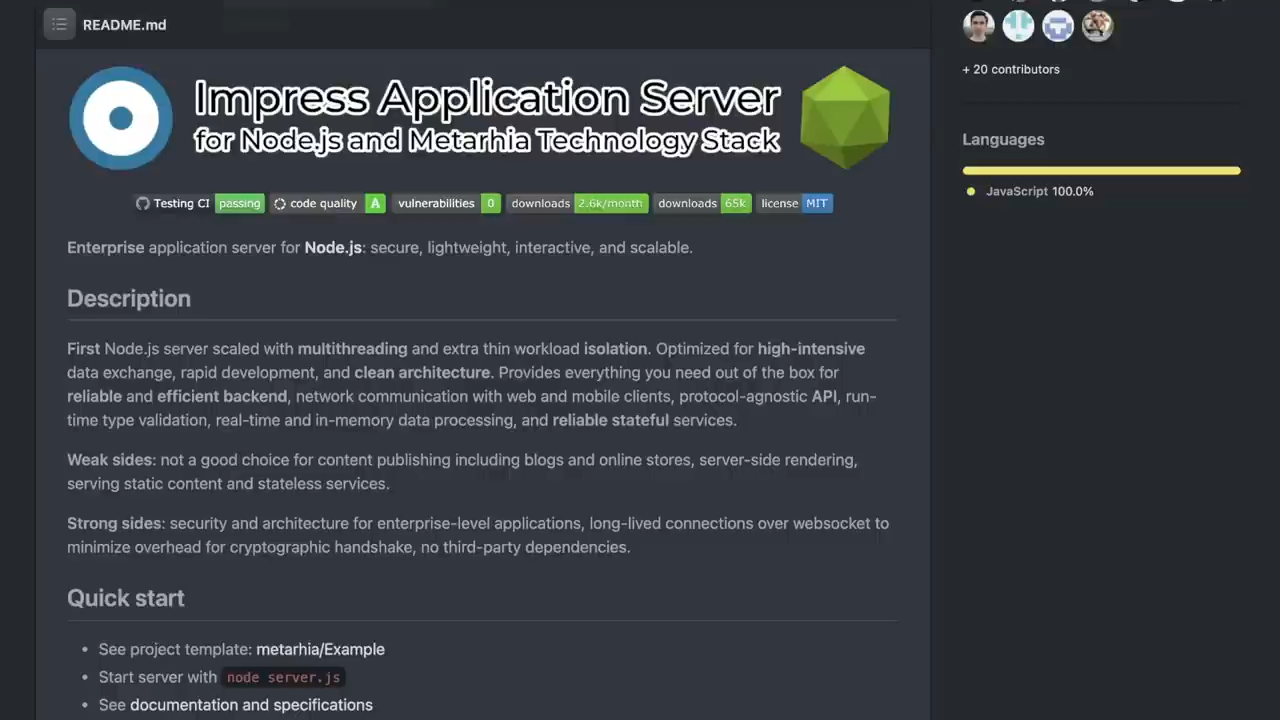 README.md
Impress Application Server
for Node.js and Metarhia Technology Stack
Testing CI passing code quality A vulnerabilities 0 downloads 2.6k/month downloads 65k license MIT
Enterprise application server for Node.js: secure, lightweight, interactive, and scalable.
Description
First Node.js server scaled with multithreading and extra thin workload isolation. Optimized for high-intensive
data exchange, rapid development, and clean architecture. Provides everything you need out of the box for
reliable and efficient backend, network communication with web and mobile clients, protocol-agnostic API, run-
time type validation, real-time and in-memory data processing, and reliable stateful services.
Weak sides: not a good choice for content publishing including blogs and online stores, server-side rendering,
serving static content and stateless services.
Strong sides: security and architecture for enterprise-level applications, long-lived connections over websocket to
minimize overhead for cryptographic handshake, no third-party dependencies.
Quick start
• See project template: metarhia/Example
• Start server with node server.js
• See documentation and specifications
+ 20 contributors
Languages
JavaScript 100.0%